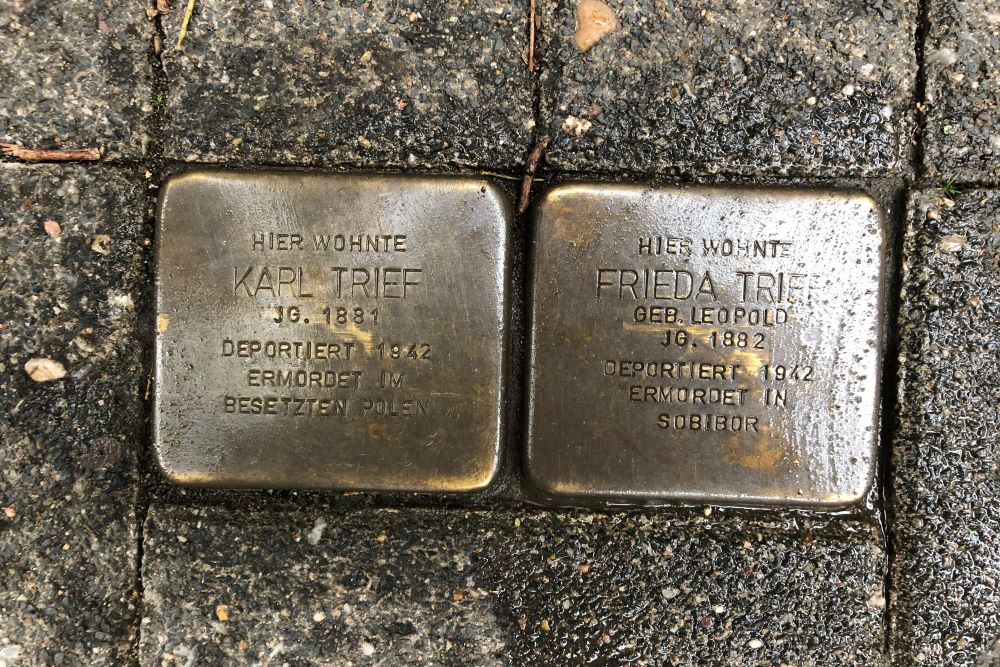 HIER WOHNTE
KARL TRIEF
JG. 1881
DEPORTIERT 1942
ERMORDET IM
BESETZTEN POLEN
HIER WOHNTE
FRIEDA TRIEF
GEB. LEOPOLD
JG. 1882
DEPORTIERT 1942
ERMORDET IN
SOBIBOR